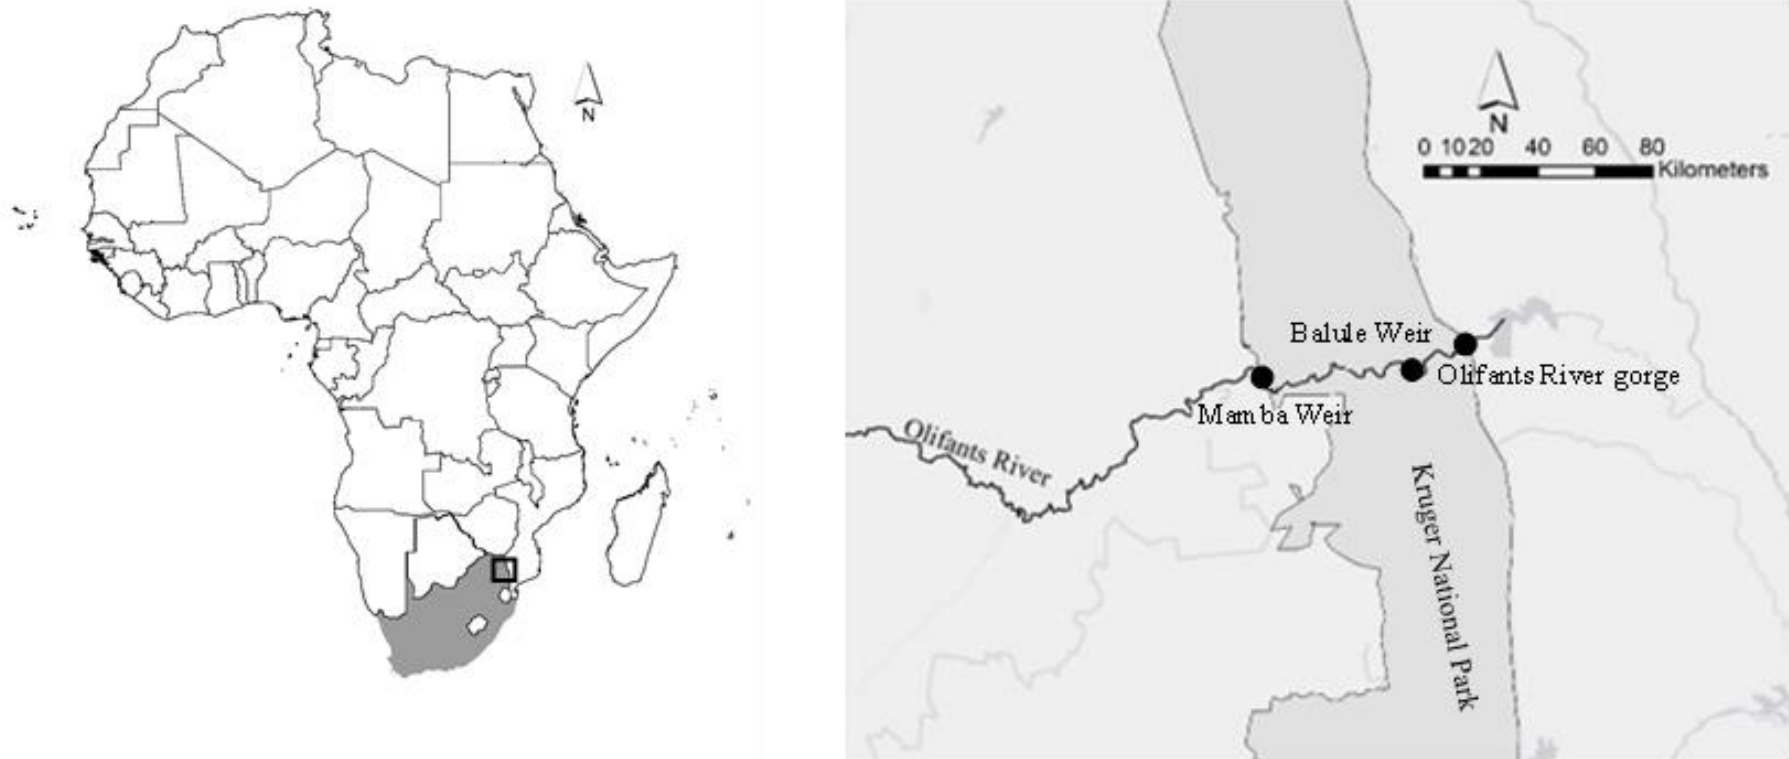 N
N
0 10 20 40 60 80
Kilometers
Balule Weir
Olifants River gorge
Mamba Weir
Olifants River
Kruger National Park